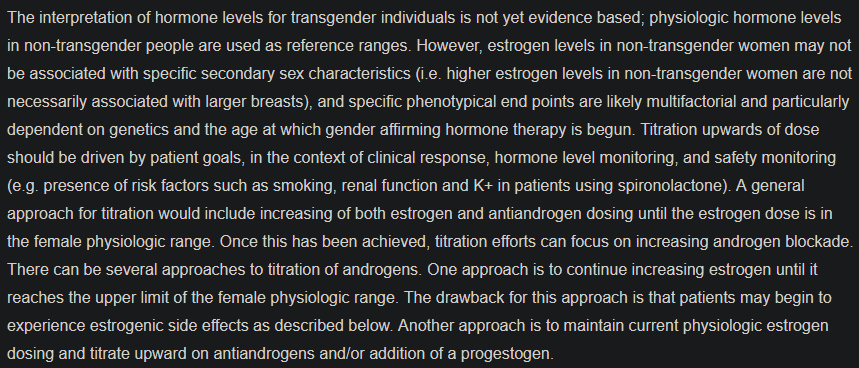 The interpretation of hormone levels for transgender individuals is not yet evidence based; physiologic hormone levels
in non-transgender people are used as reference ranges. However, estrogen levels in non-transgender women may not
be associated with specific secondary sex characteristics (i.e. higher estrogen levels in non-transgender women are not
necessarily associated with larger breasts), and specific phenotypical end points are likely multifactorial and particularly
dependent on genetics and the age at which gender affirming hormone therapy is begun. Titration upwards of dose
should be driven by patient goals, in the context of clinical response, hormone level monitoring, and safety monitoring
(e.g. presence of risk factors such as smoking, renal function and K+ in patients using spironolactone). A general
approach for titration would include increasing of both estrogen and antiandrogen dosing until the estrogen dose is in
the female physiologic range. Once this has been achieved, titration efforts can focus on increasing androgen blockade.
There can be several approaches to titration of androgens. One approach is to continue increasing estrogen until it
reaches the upper limit of the female physiologic range. The drawback for this approach is that patients may begin to
experience estrogenic side effects as described below. Another approach is to maintain current physiologic estrogen
dosing and titrate upward on antiandrogens and/or addition of a progestogen.